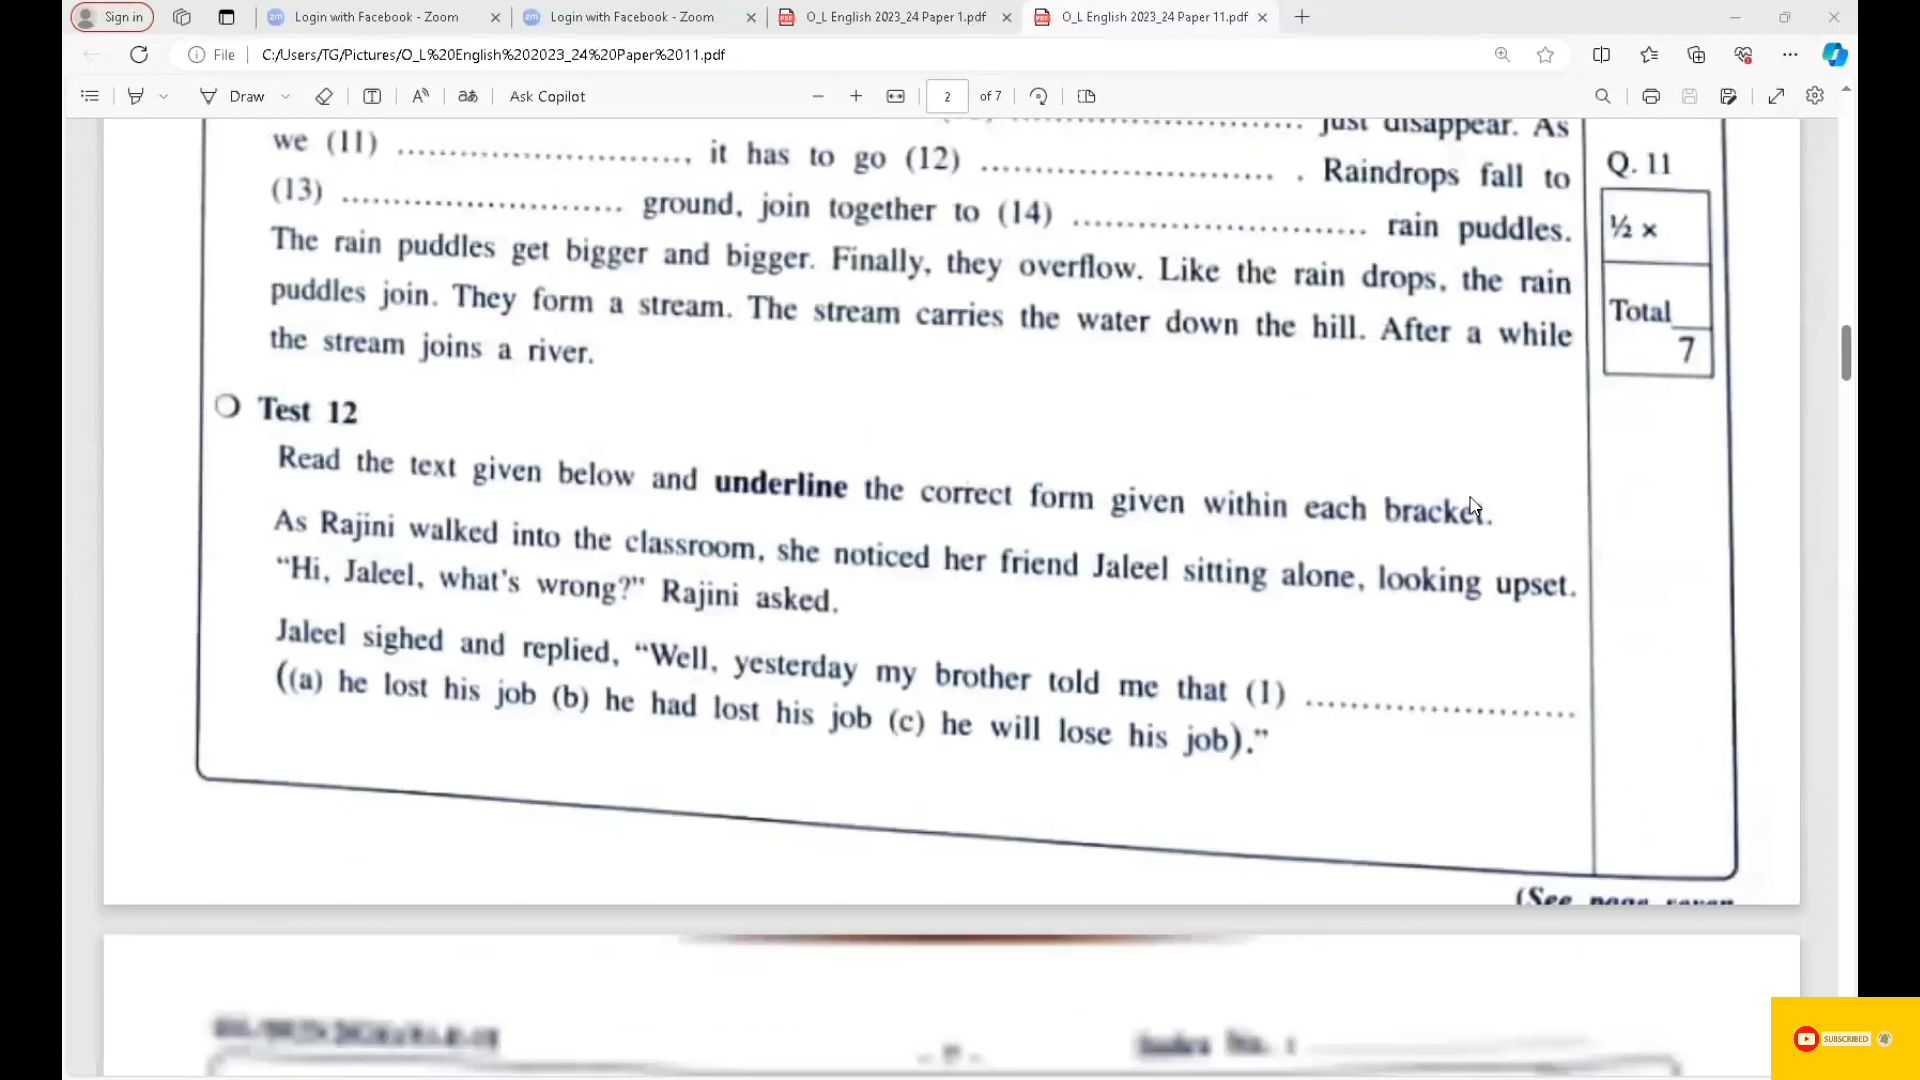 Sign in
Login with Facebook - Zoom
Login with Facebook - Zoom
O_L English 2023_24 Paper 1.pdf
O_L English 2023_24 Paper 11.pdf
File
C:/Users/TG/Pictures/O_L%20English%202023_24%20Paper%2011.pdf
Draw
Ask Copilot
2 of 7
just disappear. As
we (11) ............................, it has to go (12) ............................ . Raindrops fall to
(13) ............................ ground, join together to (14) ............................ rain puddles.
The rain puddles get bigger and bigger. Finally, they overflow. Like the rain drops, the rain
puddles join. They form a stream. The stream carries the water down the hill. After a while
the stream joins a river.
Q. 11
½ ×
Total
7
Test 12
Read the text given below and underline the correct form given within each bracket.
As Rajini walked into the classroom, she noticed her friend Jaleel sitting alone, looking upset.
“Hi, Jaleel, what’s wrong?” Rajini asked.
Jaleel sighed and replied, “Well, yesterday my brother told me that (1) ............................
((a) he lost his job (b) he had lost his job (c) he will lose his job).”
(See page seven
Index No. :
SUBSCRIBED